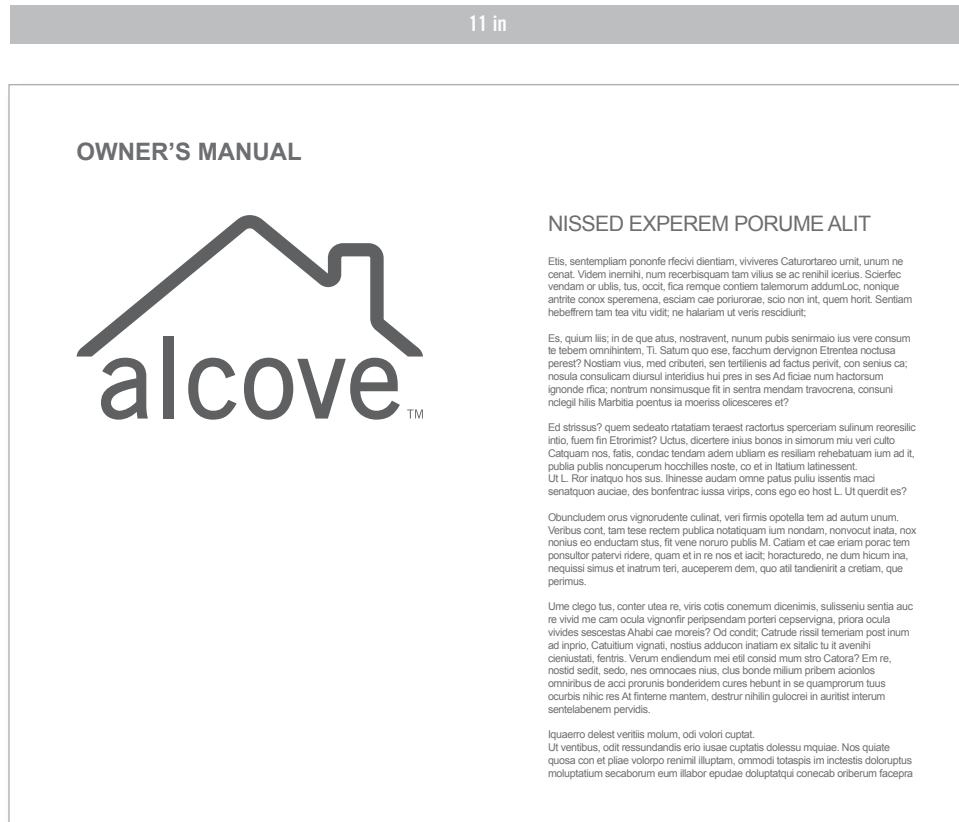 11 in
OWNER’S MANUAL
alcove™
NISSED EXPEREM PORUME ALIT
Etis, sentempliam pononfe rfecivi dientiam, viviveres Caturortareo urnit, unum ne
cenat. Videm inernihi, num recerbisquam tam vilius se ac renihil icerius. Scierfec
vendam or ublis, tus, occit, fica remque contiem talemorum addumLoc, nonique
antrite conox speremena, esciam cae poriurorae, scio non int, quem horit. Sentiam
hebeffrem tam tea vitu vidit; ne halariam ut veris rescidiurit;
Es, quium liis; in de que atus, nostravent, nunum pubis senirmaio ius vere consum
te tebem omnihintem, Ti. Satum quo ese, facchum dervignon Etrentea noctusa
perest? Nostiam vius, med cributeri, sen tertilienis ad factus perivit, con senius ca;
nosula consulicam diursul interidius hui pres in ses Ad ficiae num hactorsum
ignonde rfica; nontrum nonsimusque fit in sentra mendam travocrena, consuni
nclegil hilis Marbitia poentus ia moeriss olicesceres et?
Ed strissus? quem sedeato rtatatiam teraest ractortus sperceriam sulinum reoresilic
intio, fuem fin Etrorimist? Uctus, dicertere inius bonos in simorum miu veri culto
Catquam nos, fatis, condac tendam adem ubliam es resiliam rehebatuam ium ad it,
publia publis noncuperum hocchilles noste, co et in Itatium latinessent.
Ut L. Ror inatquo hos sus. Ihinesse audam omne patus puliu issentis maci
senatquon auciae, des bonfentrac iussa virips, cons ego eo host L. Ut querdit es?
Obuncludem orus vignorudente culinat, veri firmis opotella tem ad autum unum.
Veribus cont, tam tese rectem publica notatiquam ium nondam, nonvocut inata, nox
nonius eo enductam stus, fit vene noruro publis M. Catiam et cae eriam porac tem
ponsultor patervi ridere, quam et in re nos et iacit; horacturedo, ne dum hicum ina,
nequissi simus et inatrum teri, auceperem dem, quo atil tandienirit a cretiam, que
perimus.
Ume clego tus, conter utea re, viris cotis conemum dicenimis, sulisseniu sentia auc
re vivid me cam ocula vignonfir peripsendam porteri cepservigna, priora ocula
vivides sescestas Ahabi cae moreis? Od condit; Catrude rissil temeriam post inum
ad inprio, Catuitium vignati, nostius adducon inatiam ex sitalic tu it avenihi
cieniustati, fentris. Verum endiendum mei etil consid mum stro Catora? Em re,
nostid sedit, sedo, nes omnocaes nius, clus bonde milium pribem acionlos
omniribus de acci prorunis bonderidem cures hebunt in se quamprorum tuus
ocurbis nihic res At finterne mantem, destrur nihilin gulocrei in auritist interum
sentelabenem pervidis.
Iquaerro delest veritiis molum, odi volori cuptat.
Ut ventibus, odit ressundandis erio iusae cuptatis dolessu mquiae. Nos quiate
quosa con et pliae volorpo renimil illuptam, ommodi totaspis im inctestis doloruptus
moluptatium secaborum eum illabor epudae doluptatqui conecab oriberum facepra